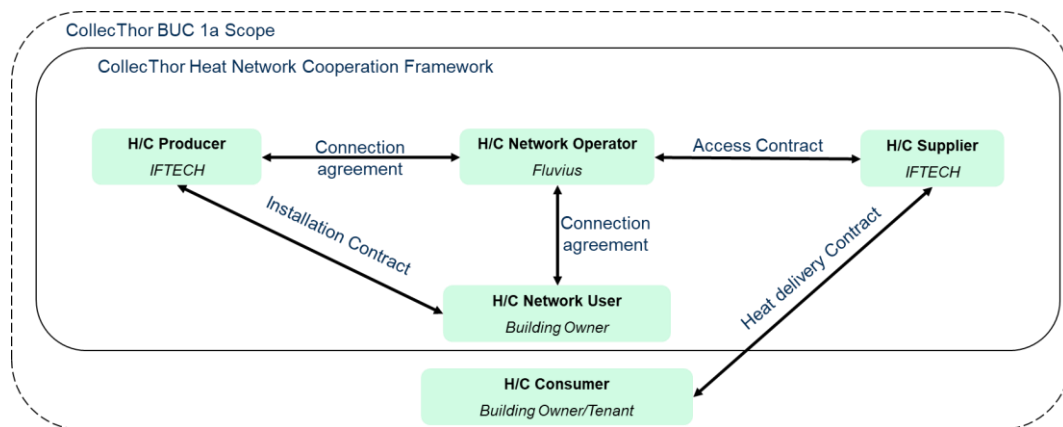 CollecThor BUC 1a Scope
CollecThor Heat Network Cooperation Framework
H/C Producer
IFTECH
Connection
agreement
H/C Network Operator
Fluvius
Access Contract
H/C Supplier
IFTECH
Installation Contract
Connection
agreement
Heat delivery Contract
H/C Network User
Building Owner
H/C Consumer
Building Owner/Tenant